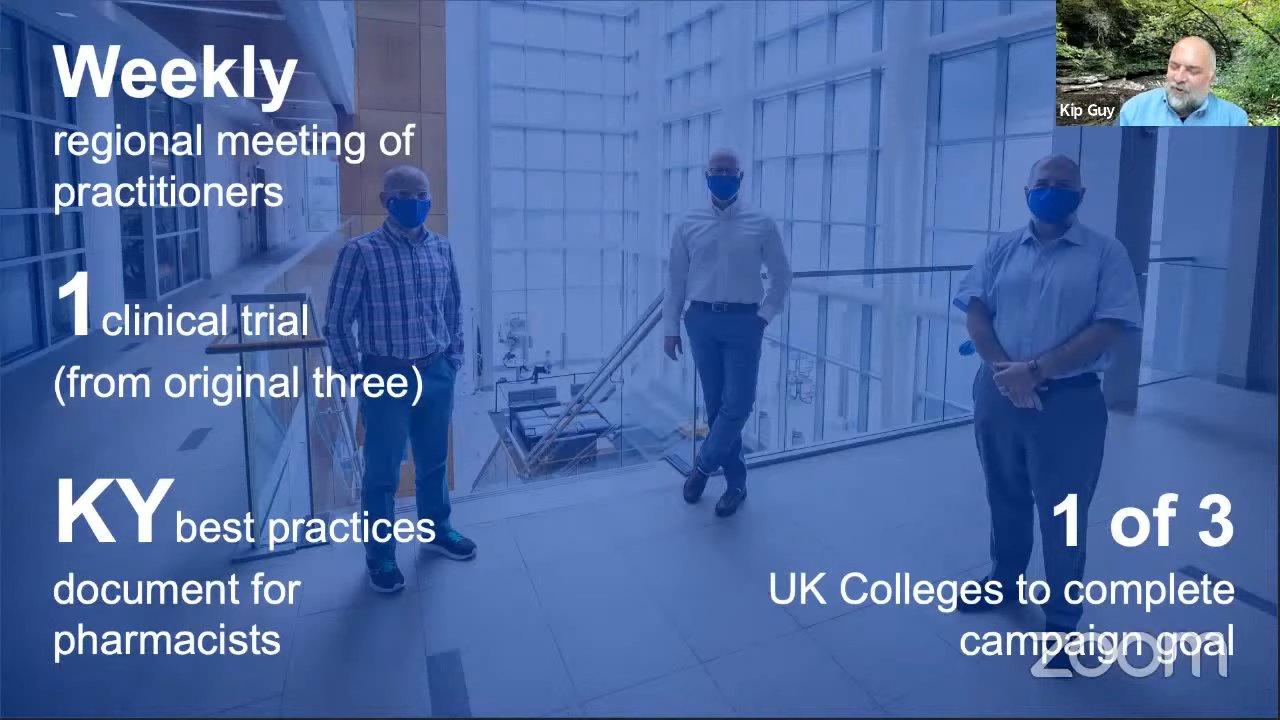 Weekly
regional meeting of
practitioners
1 clinical trial
(from original three)
KY best practices
document for
pharmacists
1 of 3
UK Colleges to complete
campaign goal
Kip Guy
zoom